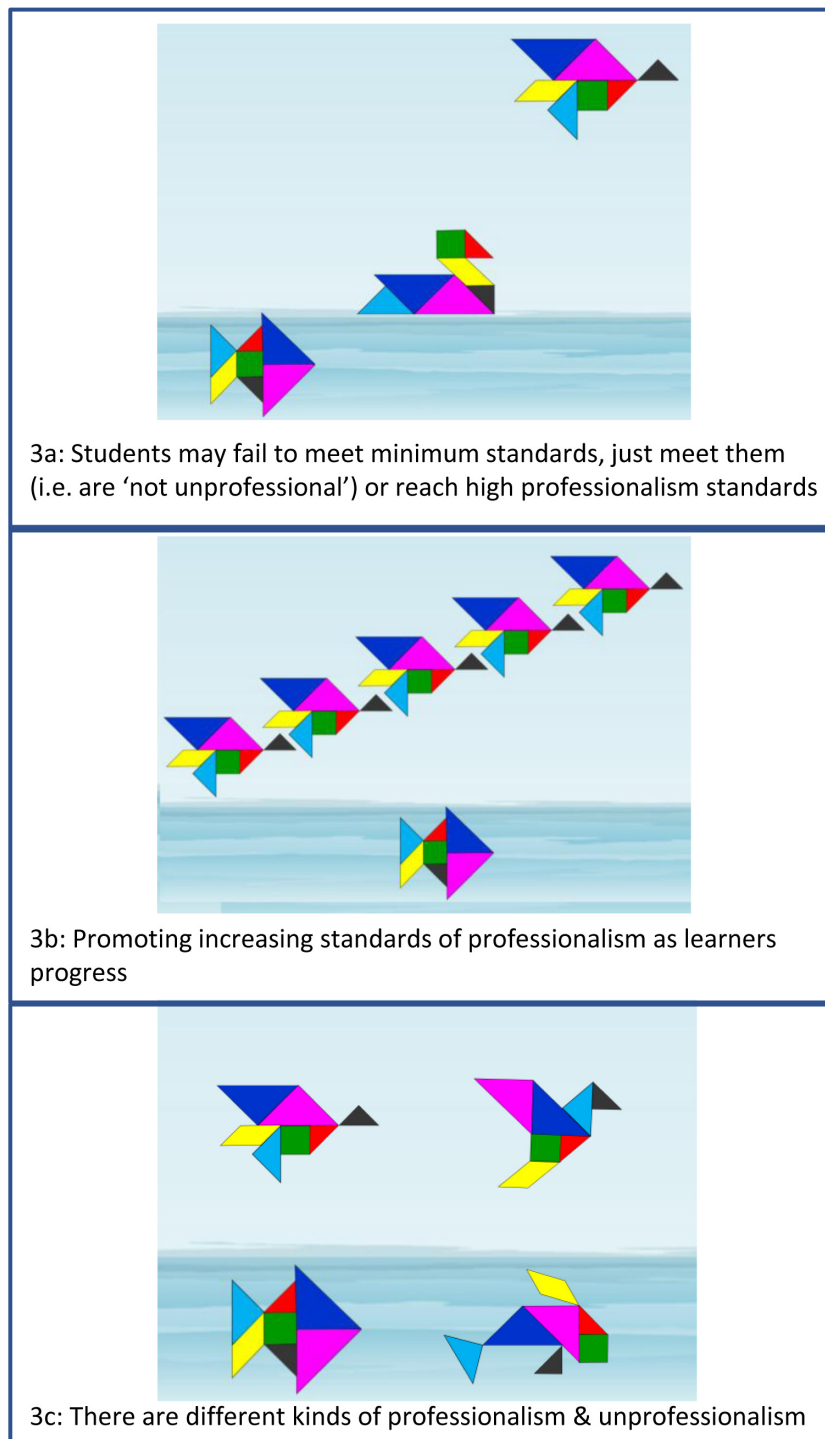 3a: Students may fail to meet minimum standards, just meet them
(i.e. are ‘not unprofessional’) or reach high professionalism standards
3b: Promoting increasing standards of professionalism as learners
progress
3c: There are different kinds of professionalism & unprofessionalism